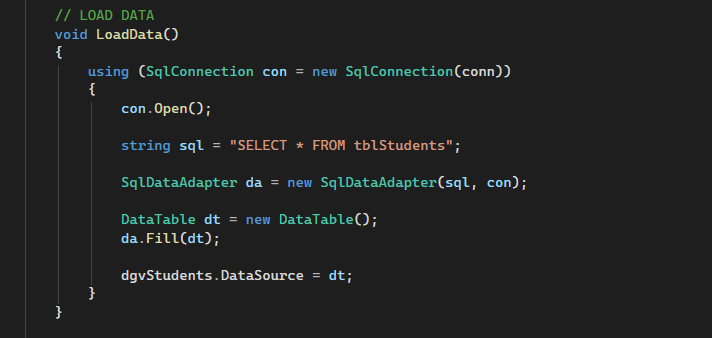 // LOAD DATA
void LoadData()
{
using (SqlConnection con = new SqlConnection(conn))
{
con.Open();
string sql = "SELECT * FROM tblStudents";
SqlDataAdapter da = new SqlDataAdapter(sql, con);
DataTable dt = new DataTable();
da.Fill(dt);
dgvStudents.DataSource = dt;
}
}